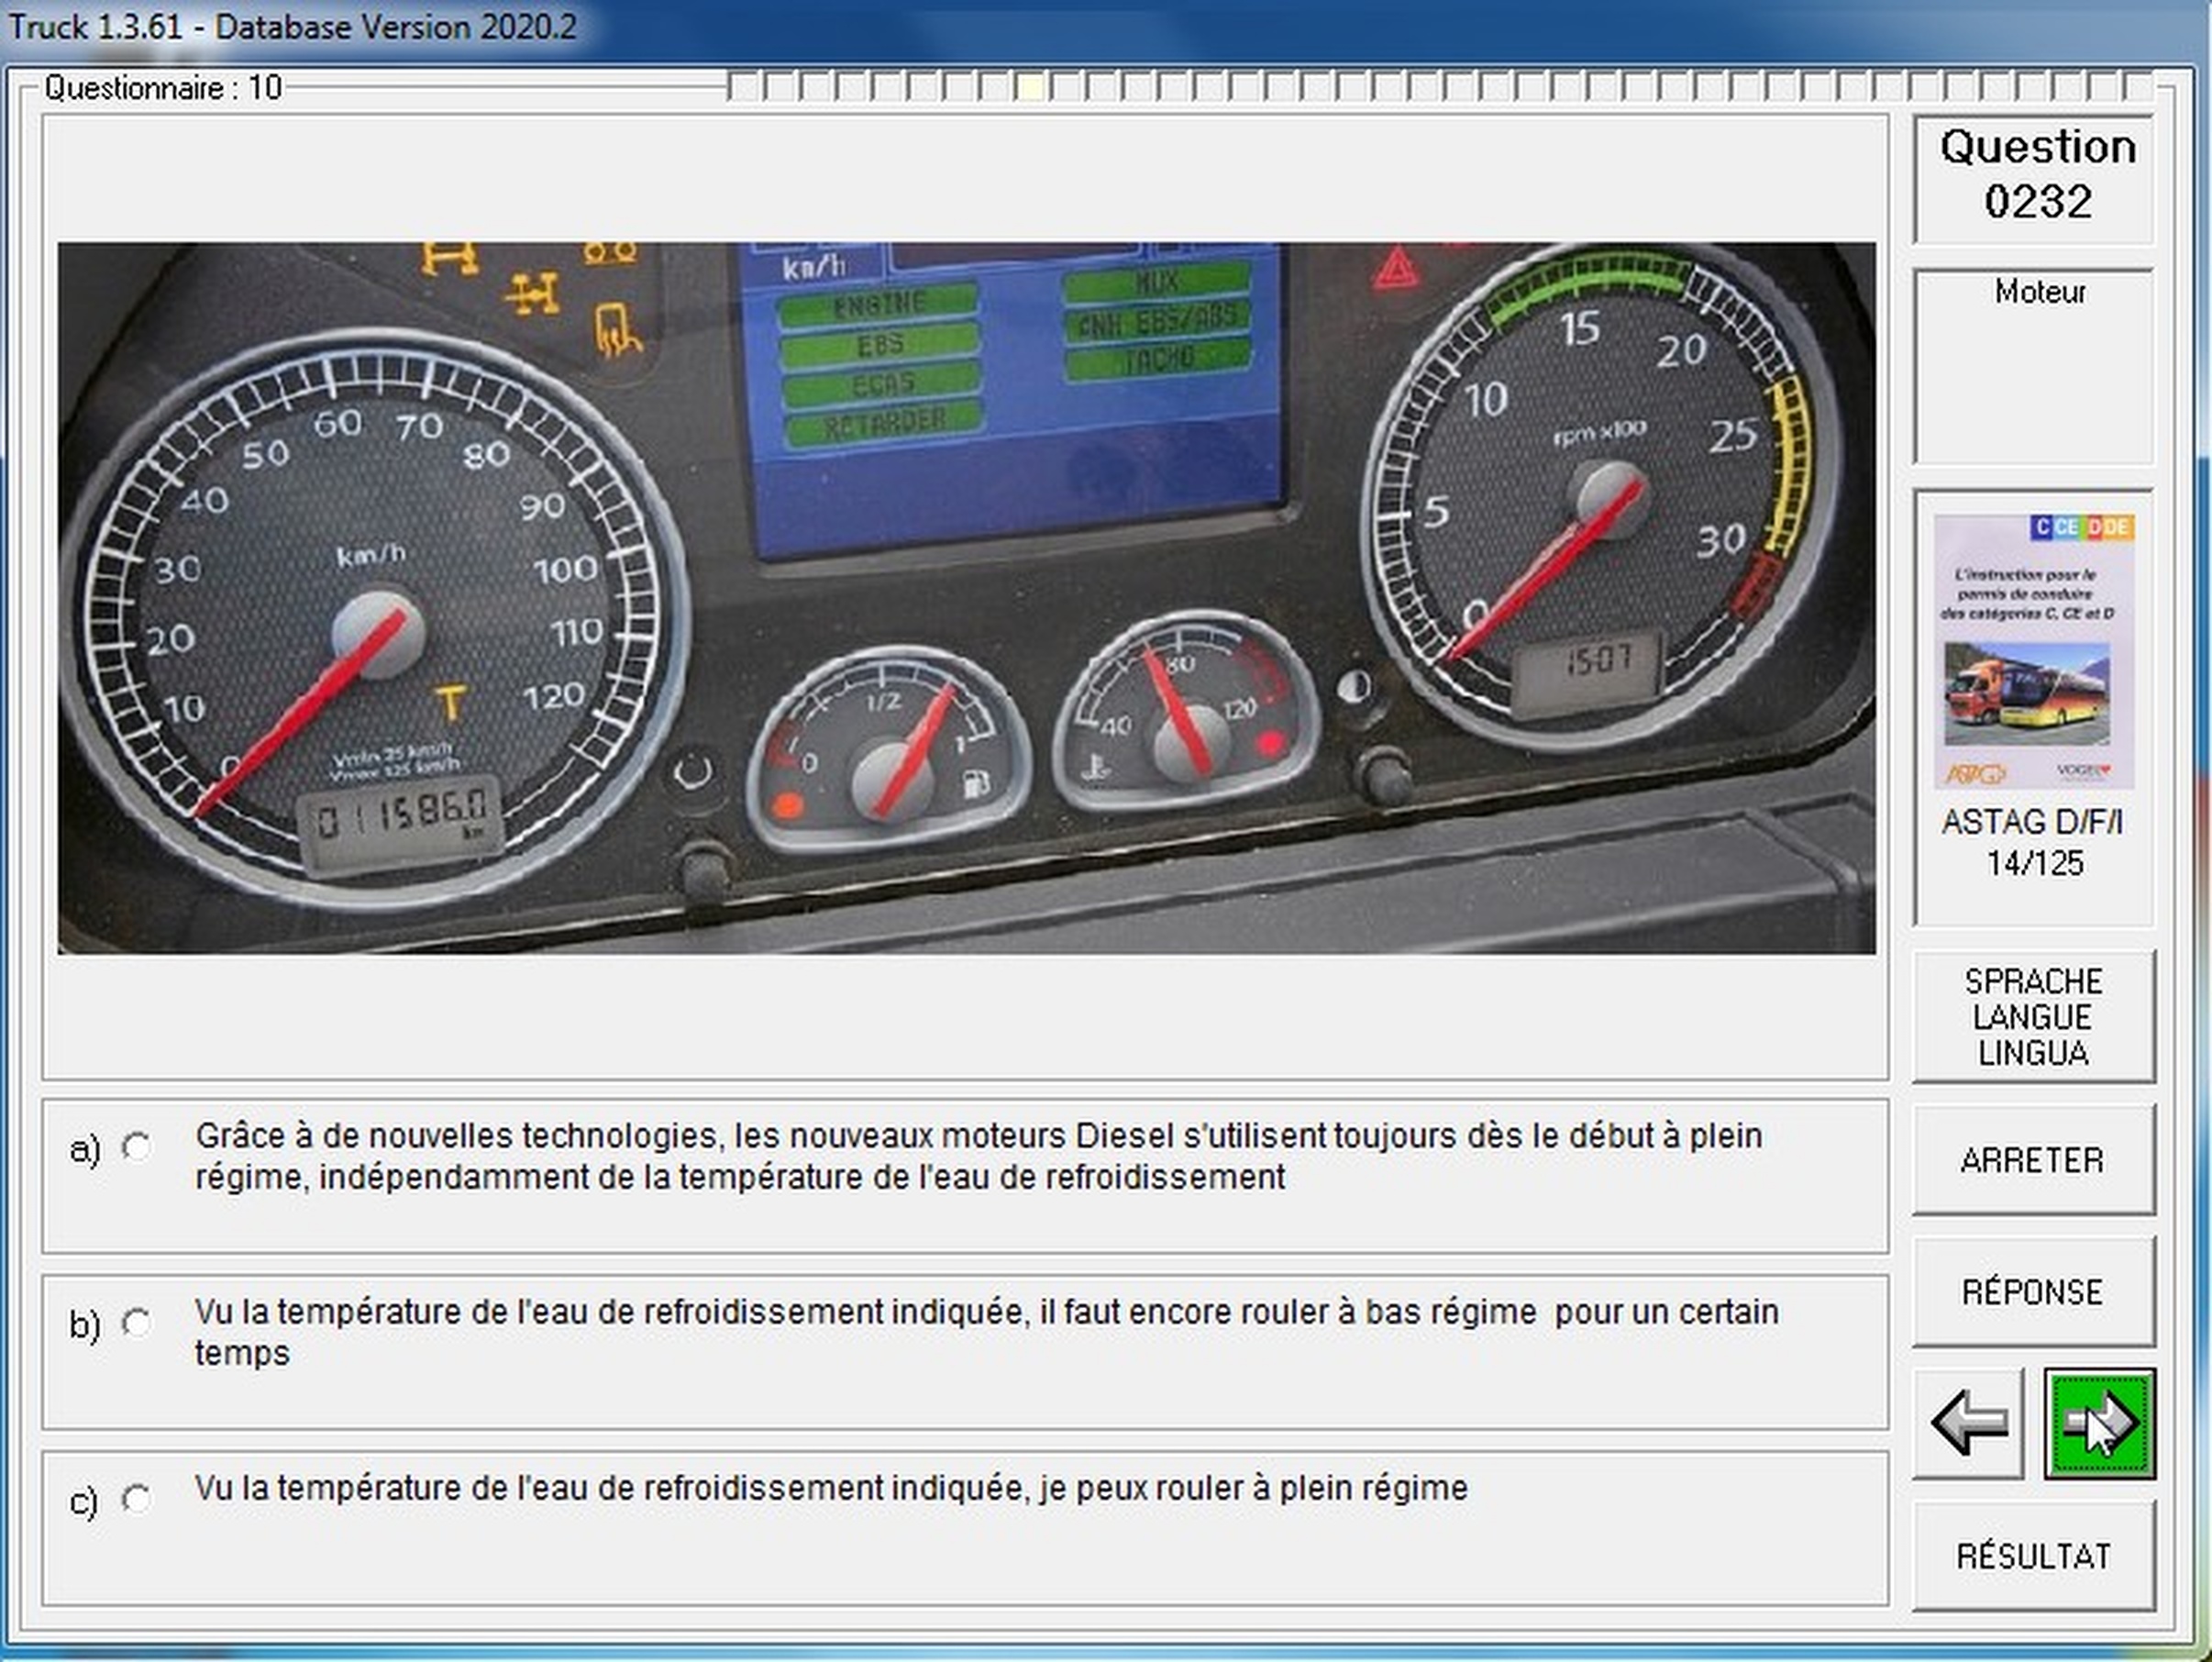 Truck 1.3.61 - Database Version 2020.2
Questionnaire : 10
Question
0232
Moteur
km/h
ENGINE
EBS
ECAS
RETARDER
MUX
TACHO
0
10
20
30
40
50
60
70
80
90
100
110
120
km/h
T
Vmin 25 km/h
Vmax 125 km/h
011586.0
km
0
1/2
1
40
80
120
0
5
10
15
20
25
30
rpm x100
15:07
C CE D DE
L'instruction pour le
permis de conduire
des catégories C, CE et D
ASTAG
VOGEL
ASTAG D/F/I
14/125
SPRACHE
LANGUE
LINGUA
ARRETER
RÉPONSE
RÉSULTAT
a) Grâce à de nouvelles technologies, les nouveaux moteurs Diesel s'utilisent toujours dès le début à plein
régime, indépendamment de la température de l'eau de refroidissement
b) Vu la température de l'eau de refroidissement indiquée, il faut encore rouler à bas régime  pour un certain
temps
c) Vu la température de l'eau de refroidissement indiquée, je peux rouler à plein régime